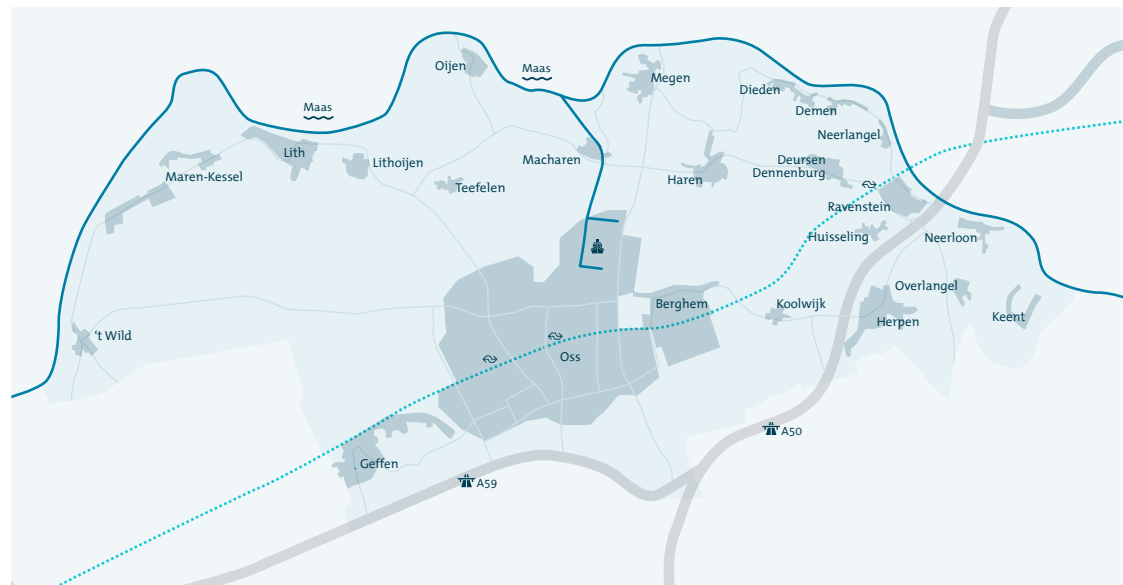 Oijen
Maas
Megen
Dieden
Maas
Demen
Neerlangel
Lith
Lithoijen
Macharen
Deursen
Dennenburg
Maren-Kessel
Teefelen
Haren
Ravenstein
Huisseling
Neerloon
Overlangel
Berghem
Koolwijk
Herpen
Keent
't Wild
Oss
A50
Geffen
A59